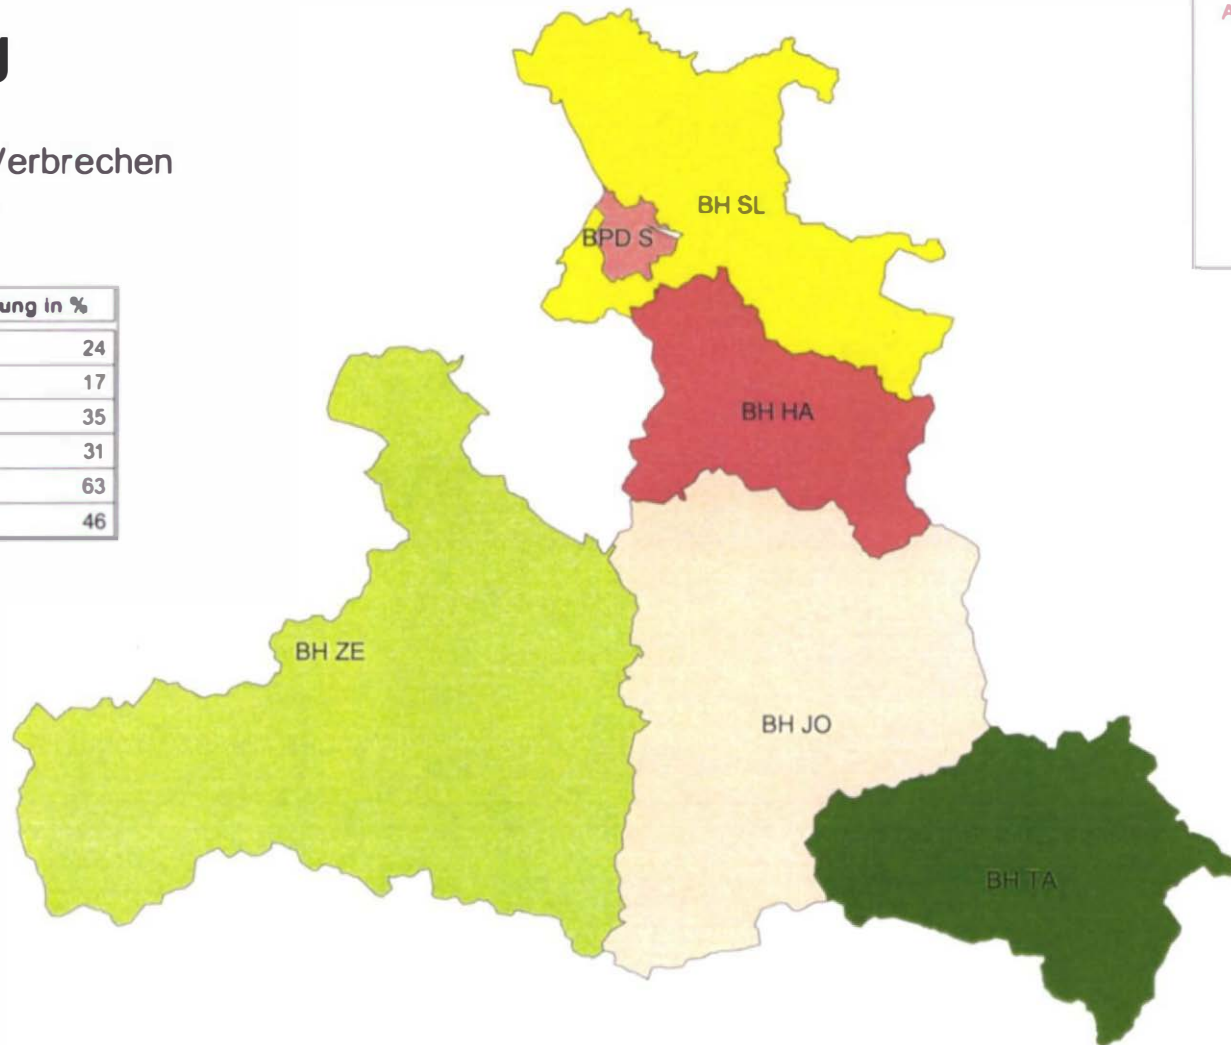 g
Verbrechen
ung in %
24
17
35
31
63
46
A
BH SL
BPD S
BH HA
BH ZE
BH JO
BH TA